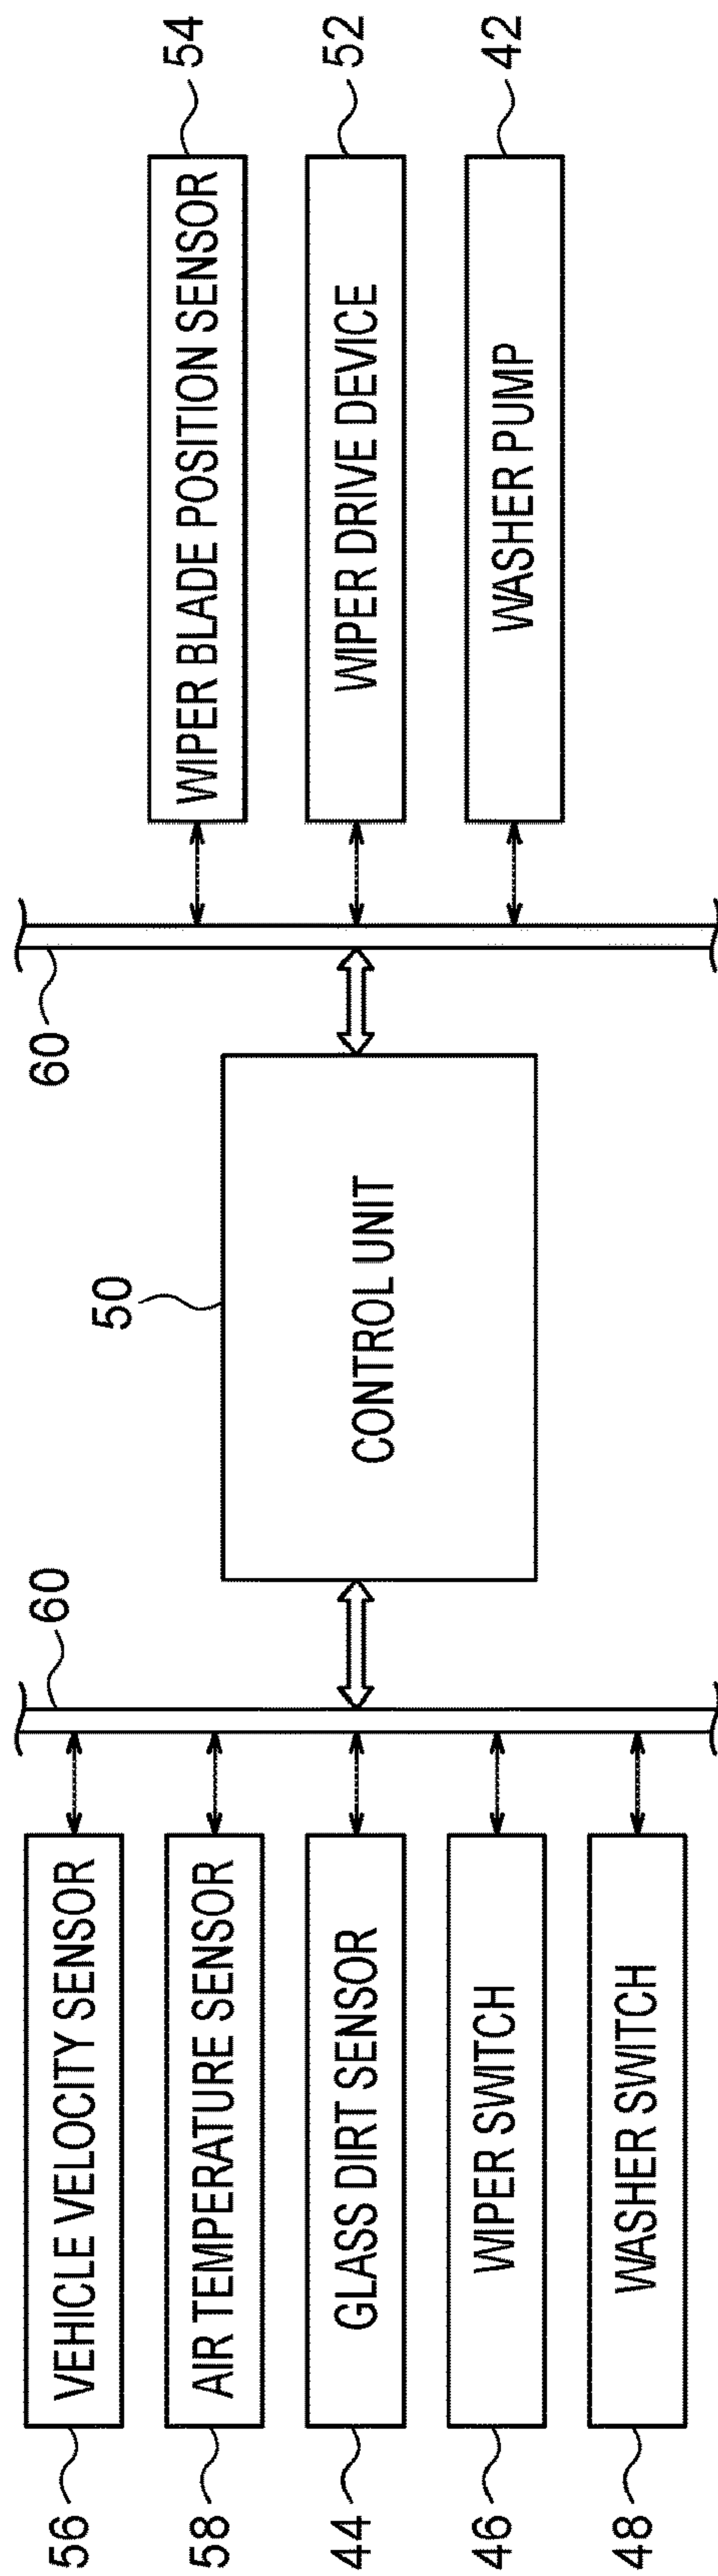 56
VEHICLE VELOCITY SENSOR
58
AIR TEMPERATURE SENSOR
44
GLASS DIRT SENSOR
46
WIPER SWITCH
48
WASHER SWITCH
60
50
CONTROL UNIT
60
WIPER BLADE POSITION SENSOR
54
WIPER DRIVE DEVICE
52
WASHER PUMP
42